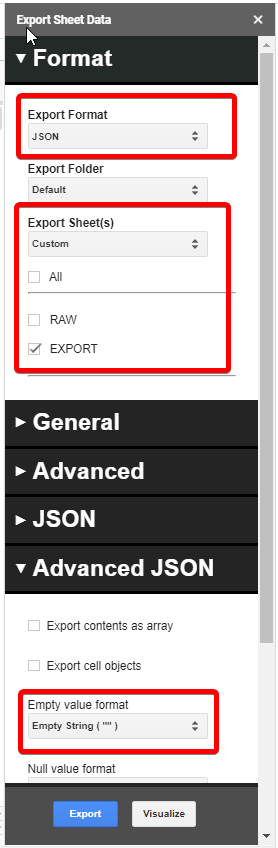 Export Sheet Data
Format
Export Format
JSON
Export Folder
Default
Export Sheet(s)
Custom
All
RAW
EXPORT
General
Advanced
JSON
Advanced JSON
Export contents as array
Export cell objects
Empty value format
Empty String ( "" )
Null value format
Export Visualize